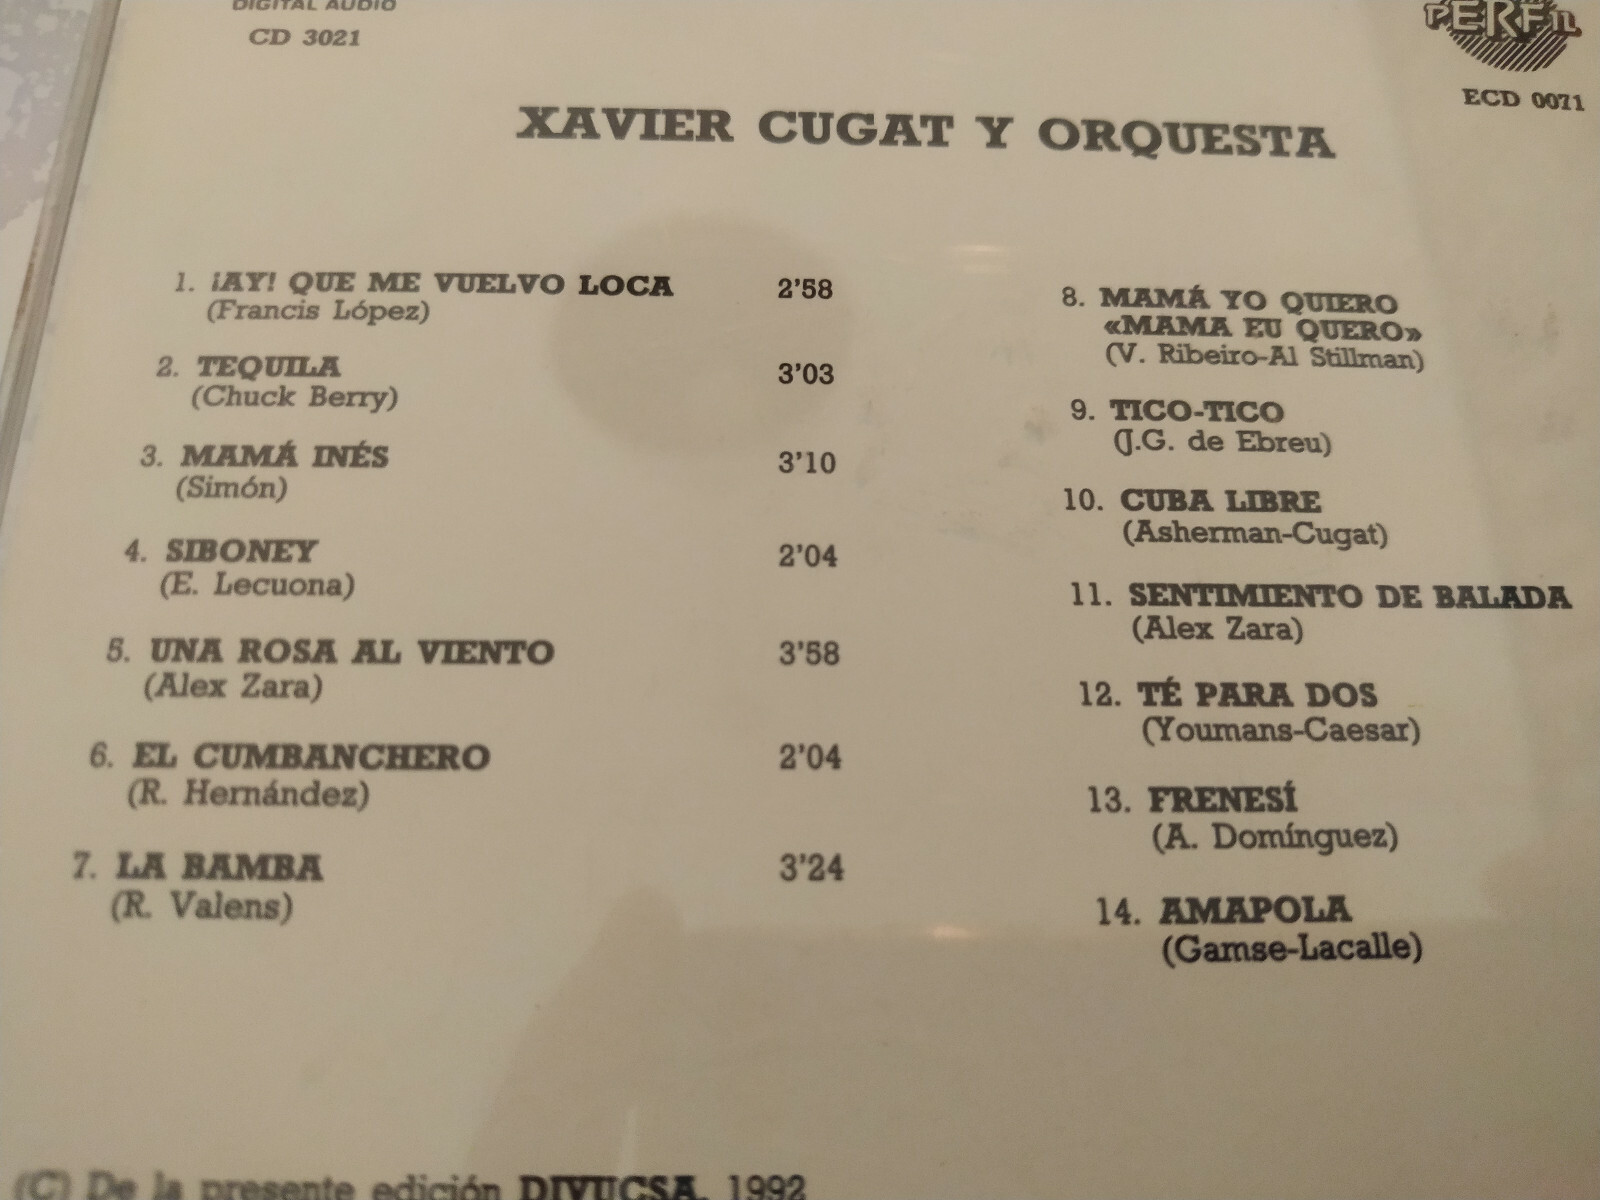 DIGITAL AUDIO
CD 3021
PERFIL
ECD 0071
XAVIER CUGAT Y ORQUESTA
1. ¡AY! QUE ME VUELVO LOCA 2'58
(Francis López)
2. TEQUILA 3'03
(Chuck Berry)
3. MAMÁ INÉS 3'10
(Simón)
4. SIBONEY 2'04
(E. Lecuona)
5. UNA ROSA AL VIENTO 3'58
(Alex Zara)
6. EL CUMBANCHERO 2'04
(R. Hernández)
7. LA BAMBA 3'24
(R. Valens)
8. MAMÁ YO QUIERO
«MAMA EU QUERO»
(V. Ribeiro-Al Stillman)
9. TICO-TICO
(J.G. de Ebreu)
10. CUBA LIBRE
(Asherman-Cugat)
11. SENTIMIENTO DE BALADA
(Alex Zara)
12. TÉ PARA DOS
(Youmans-Caesar)
13. FRENESÍ
(A. Domínguez)
14. AMAPOLA
(Gamse-Lacalle)
(C) De la presente edición DIVUCSA, 1992